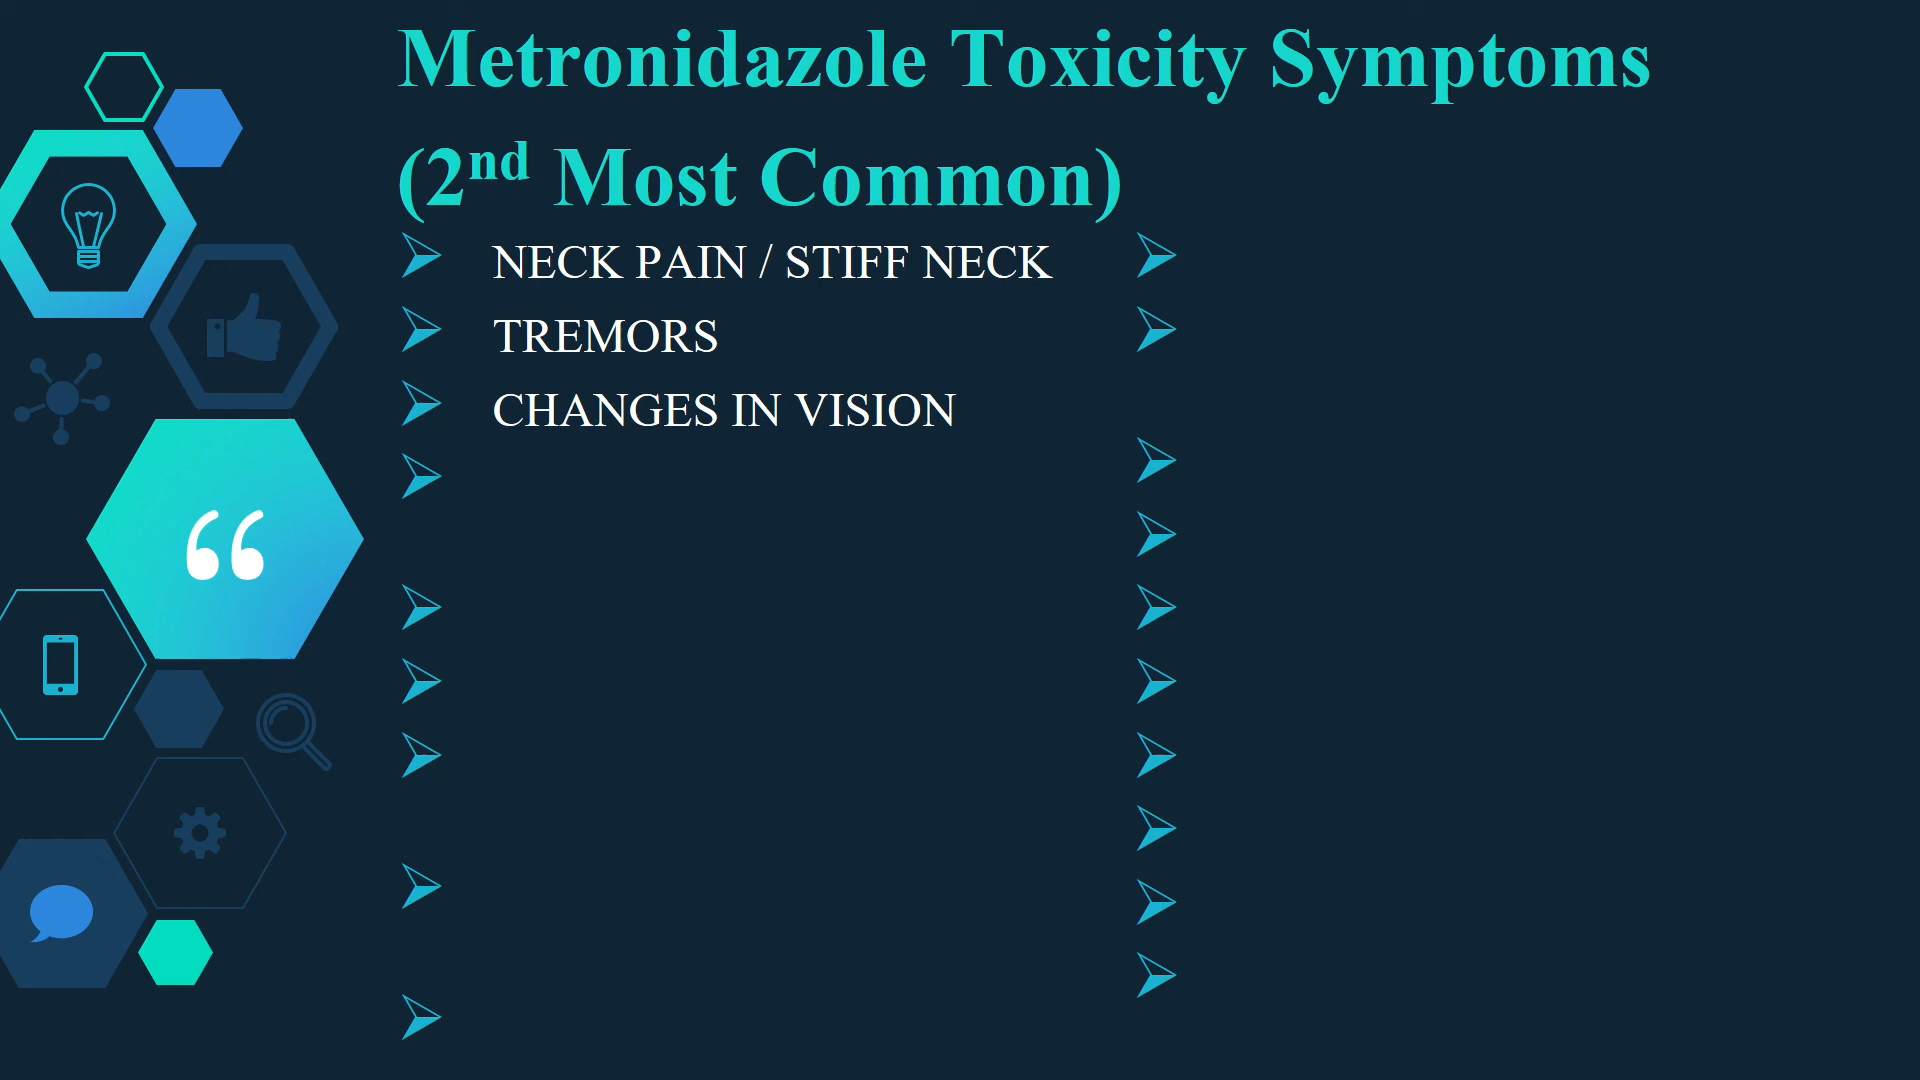 Metronidazole Toxicity Symptoms
(2nd Most Common)
NECK PAIN / STIFF NECK
TREMORS
CHANGES IN VISION